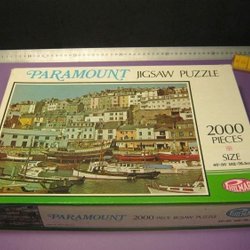 PARAMOUNT JIGSAW PUZZLE
2000
PIECES
SIZE
PARAMOUNT 2000 PIECE JIGSAW PUZZLE